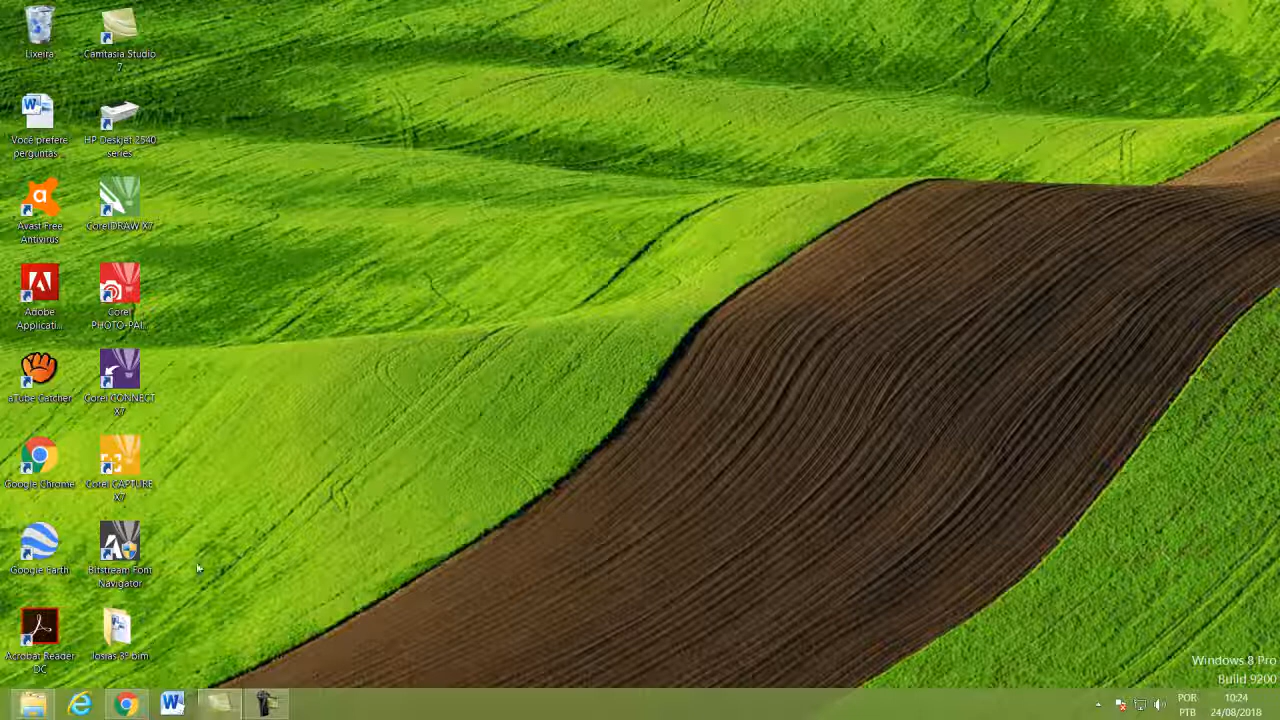 Lixeira
Camtasia Studio
7
Você prefere
perguntas
HP Deskjet 2540
series
Avast Free
Antivirus
CorelDRAW X7
Adobe
Applicati...
Corel
PHOTO-PAI...
aTube Catcher
Corel CONNECT
X7
Google Chrome
Corel CAPTURE
X7
Google Earth
Bitstream Font
Navigator
Acrobat Reader
DC
Josias 3º bim
Windows 8 Pro
Build 9200
POR
10:24
PTB
24/08/2018